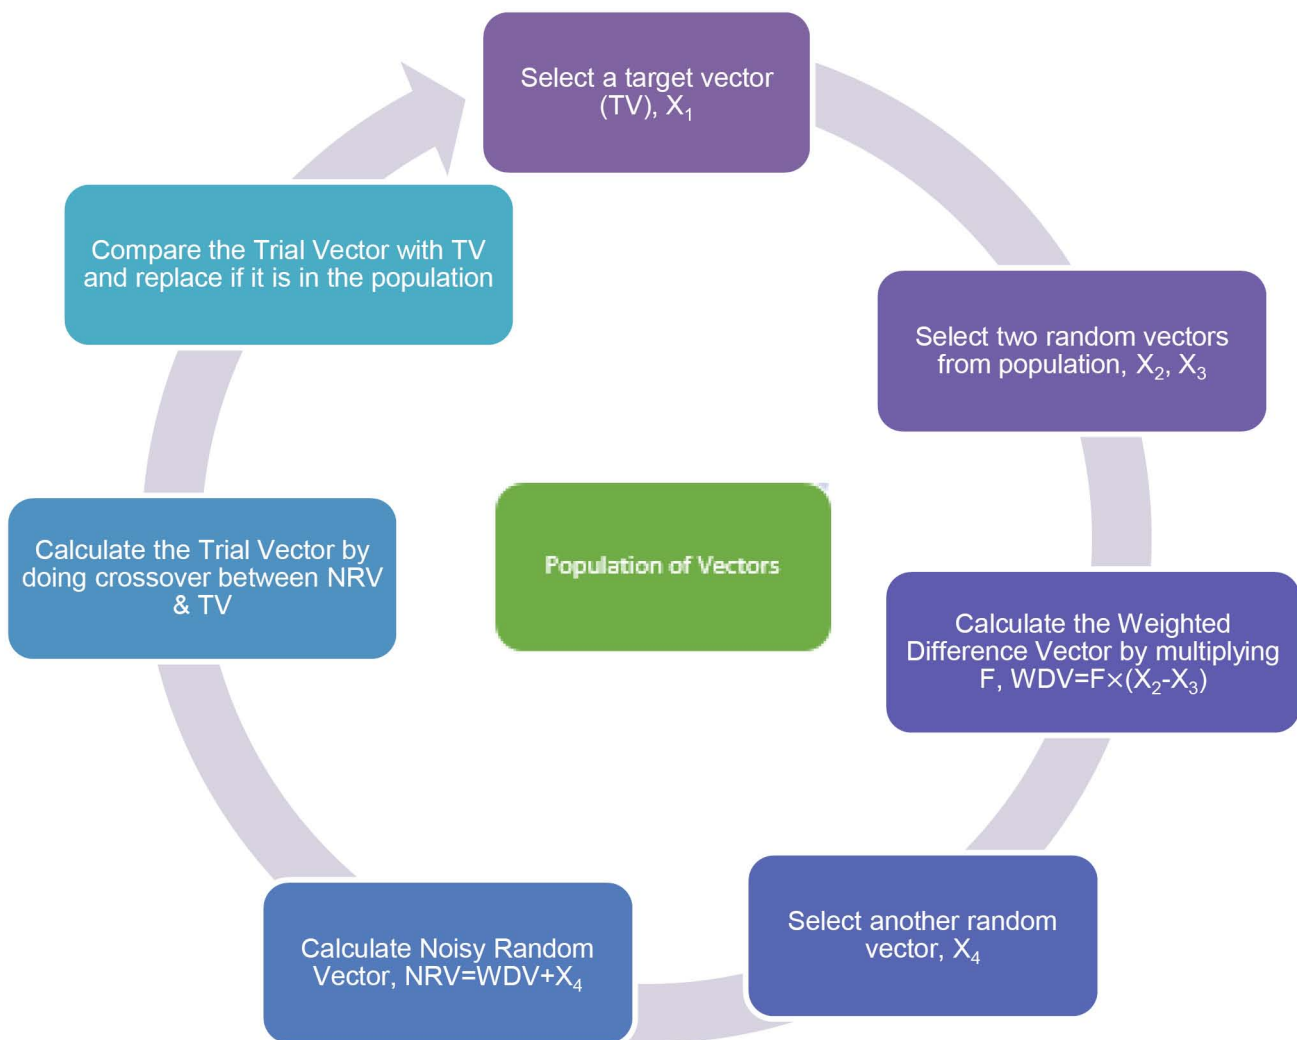 Select a target vector
(TV), X₁
Select two random vectors
from population, X₂, X₃
Calculate the Weighted
Difference Vector by multiplying
F, WDV=F×(X₂-X₃)
Select another random
vector, X₄
Calculate Noisy Random
Vector, NRV=WDV+X₄
Calculate the Trial Vector by
doing crossover between NRV
& TV
Compare the Trial Vector with TV
and replace if it is in the population
Population of Vectors